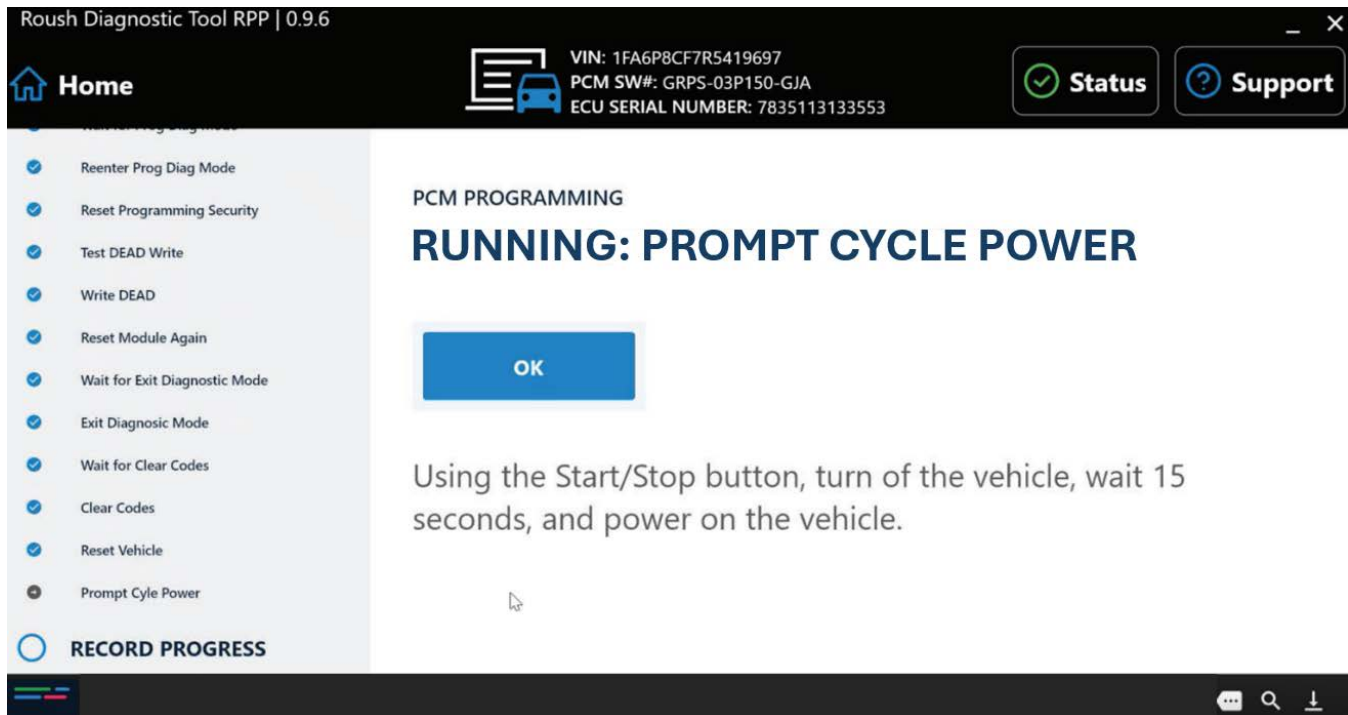 Roush Diagnostic Tool RPP | 0.9.6
Home
VIN: 1FA6P8CF7R5419697
PCM SW#: GRPS-03P150-GJA
ECU SERIAL NUMBER: 7835113133553
Status
Support
Reenter Prog Diag Mode
Reset Programming Security
Test DEAD Write
Write DEAD
Reset Module Again
Wait for Exit Diagnostic Mode
Exit Diagnosic Mode
Wait for Clear Codes
Clear Codes
Reset Vehicle
Prompt Cyle Power
RECORD PROGRESS
PCM PROGRAMMING
RUNNING: PROMPT CYCLE POWER
OK
Using the Start/Stop button, turn of the vehicle, wait 15
seconds, and power on the vehicle.